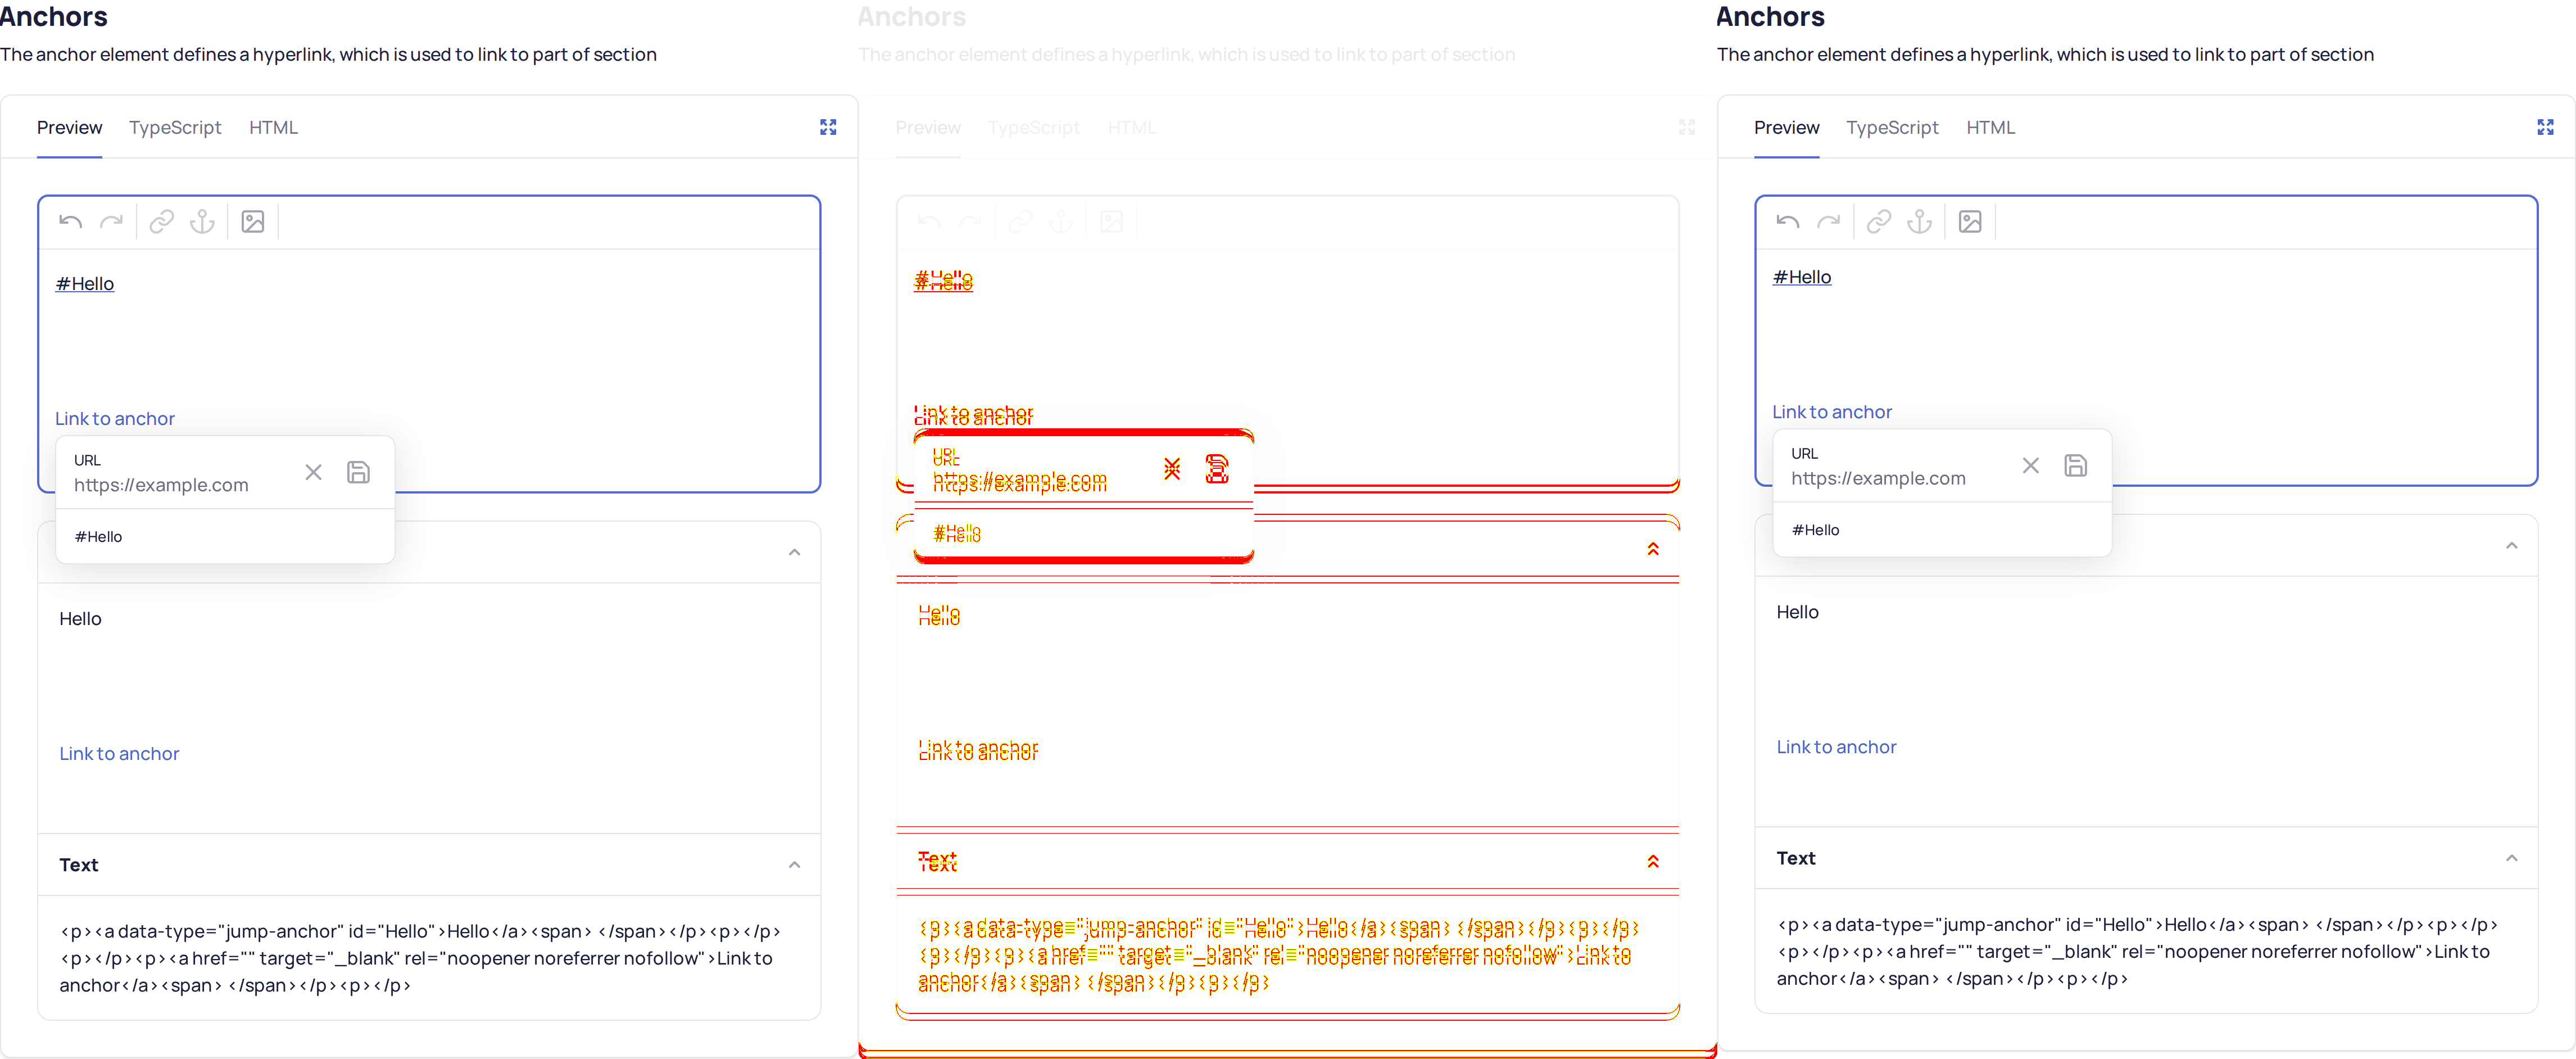 Anchors
The anchor element defines a hyperlink, which is used to link to part of section
Preview TypeScript HTML
#Hello
Link to anchor
URL
https://example.com
#Hello
Hello
Link to anchor
Text
<p><a data-type="jump-anchor" id="Hello">Hello</a><span> </span></p><p></p>
<p></p><p><a href="" target="_blank" rel="noopener noreferrer nofollow">Link to
anchor</a><span> </span></p><p></p>
Anchors
The anchor element defines a hyperlink, which is used to link to part of section
Preview TypeScript HTML
#Hello
Link to anchor
URL
https://example.com
#Hello
Hello
Link to anchor
Text
<p><a data-type="jump-anchor" id="Hello">Hello</a><span> </span></p><p></p>
<p></p><p><a href="" target="_blank" rel="noopener noreferrer nofollow">Link to
anchor</a><span> </span></p><p></p>
Anchors
The anchor element defines a hyperlink, which is used to link to part of section
Preview TypeScript HTML
#Hello
Link to anchor
URL
https://example.com
#Hello
Hello
Link to anchor
Text
<p><a data-type="jump-anchor" id="Hello">Hello</a><span> </span></p><p></p>
<p></p><p><a href="" target="_blank" rel="noopener noreferrer nofollow">Link to
anchor</a><span> </span></p><p></p>